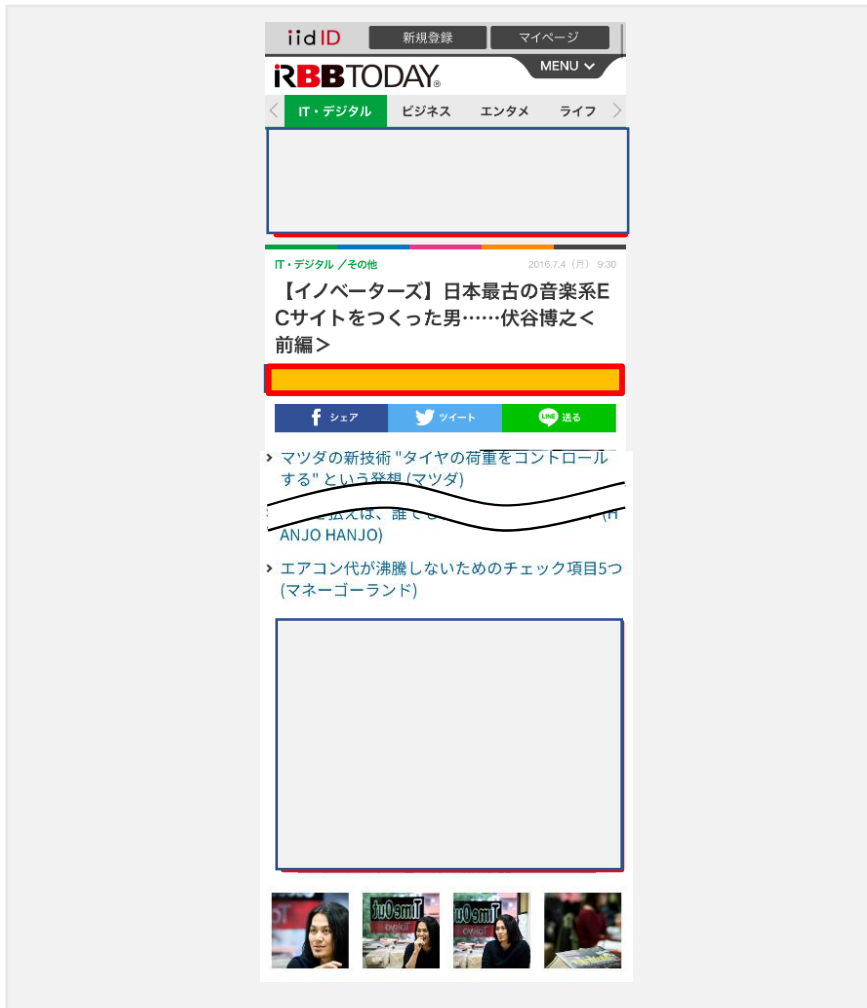 iid ID 新規登録 マイページ
RBB TODAY® MENU
IT・デジタル ビジネス エンタメ ライフ
IT・デジタル ／その他 2016.7.4（月） 9:30
【イノベーターズ】日本最古の音楽系E
Cサイトをつくった男……伏谷博之＜
前編＞
f シェア ツイート LINE 送る
マツダの新技術 "タイヤの荷重をコントロール
する" という発想 (マツダ)
(H
ANJO HANJO)
エアコン代が沸騰しないためのチェック項目5つ
(マネーゴーランド)